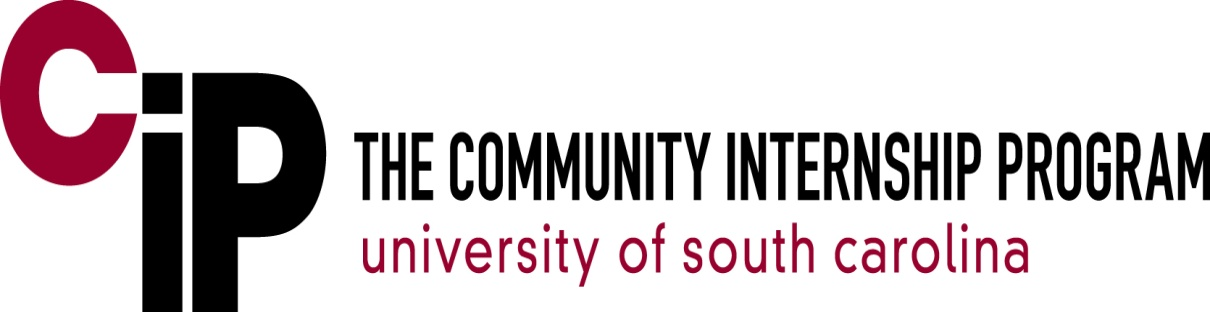 CiP
THE COMMUNITY INTERNSHIP PROGRAM
university of south carolina